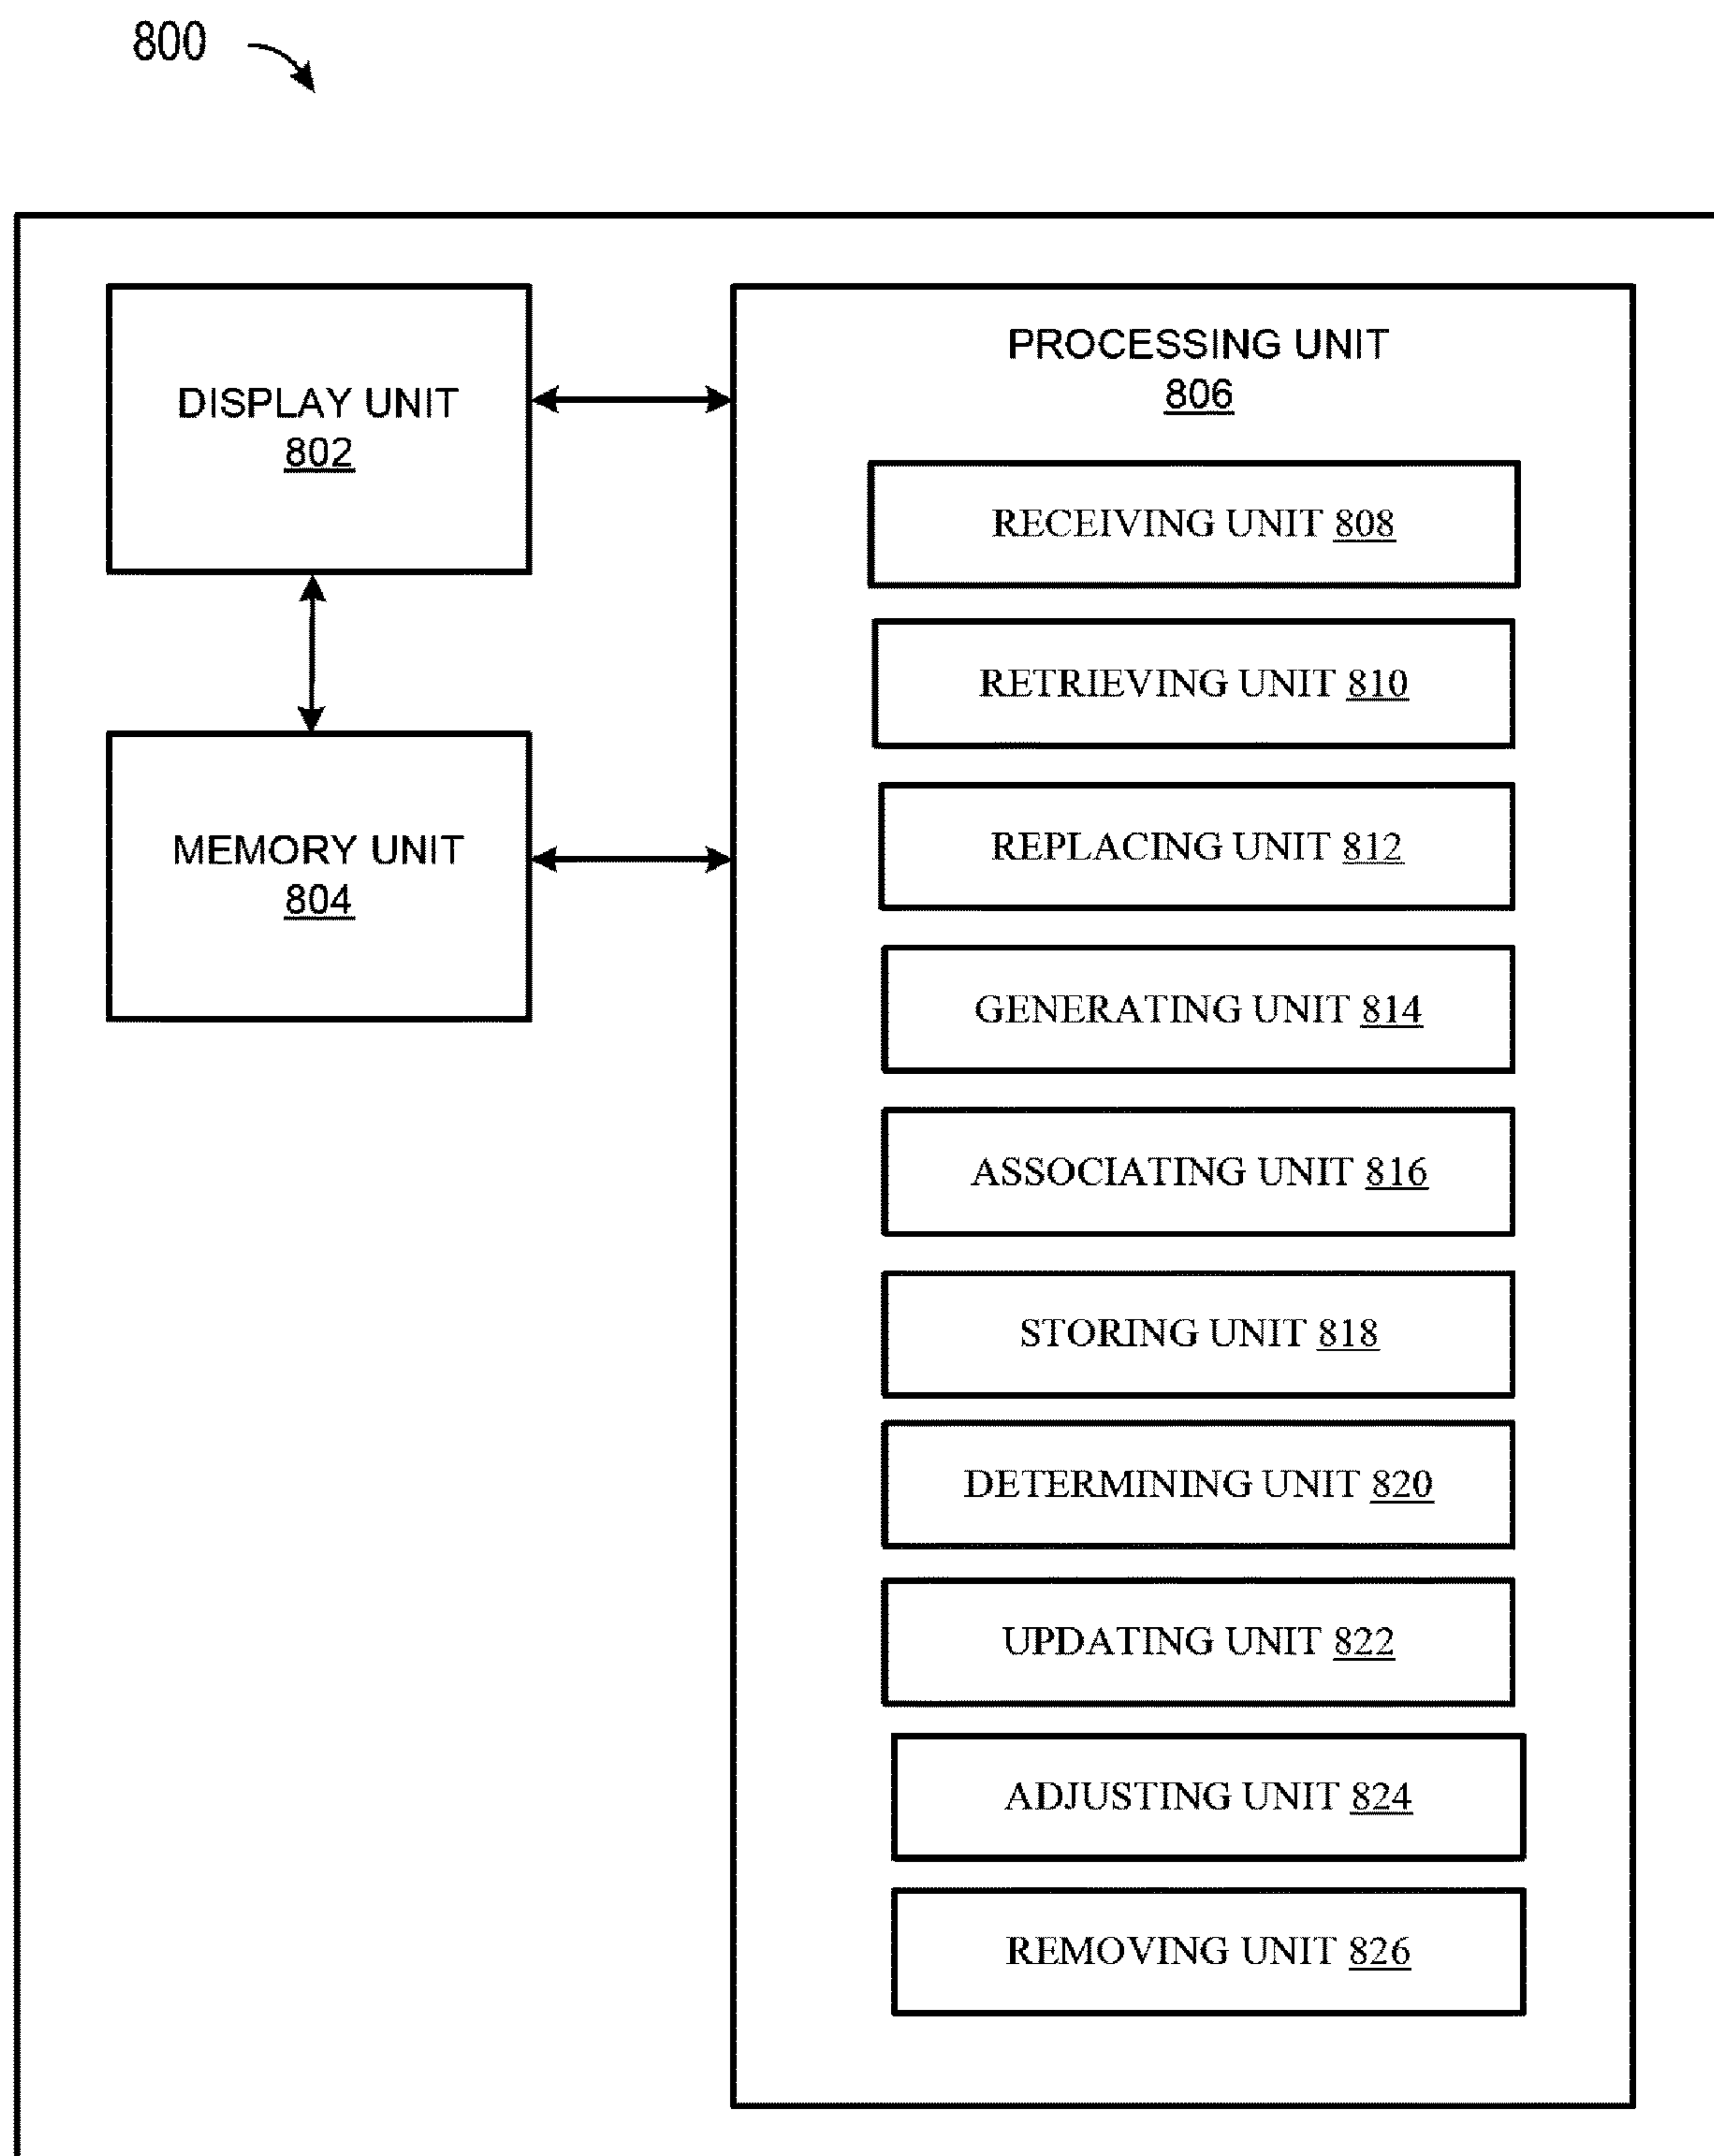 800
DISPLAY UNIT
802
MEMORY UNIT
804
PROCESSING UNIT
806
RECEIVING UNIT 808
RETRIEVING UNIT 810
REPLACING UNIT 812
GENERATING UNIT 814
ASSOCIATING UNIT 816
STORING UNIT 818
DETERMINING UNIT 820
UPDATING UNIT 822
ADJUSTING UNIT 824
REMOVING UNIT 826